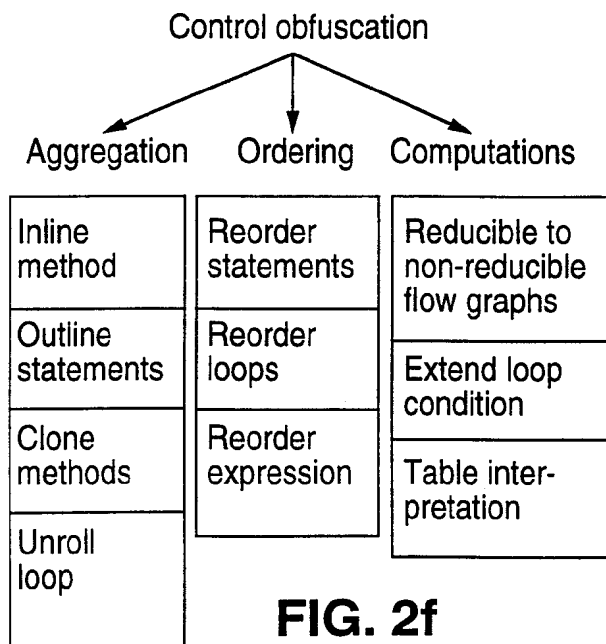 Control obfuscation
Aggregation
Ordering
Computations
Inline
method
Outline
statements
Clone
methods
Unroll
loop
Reorder
statements
Reorder
loops
Reorder
expression
Reducible to
non-reducible
flow graphs
Extend loop
condition
Table inter-
pretation
FIG. 2f